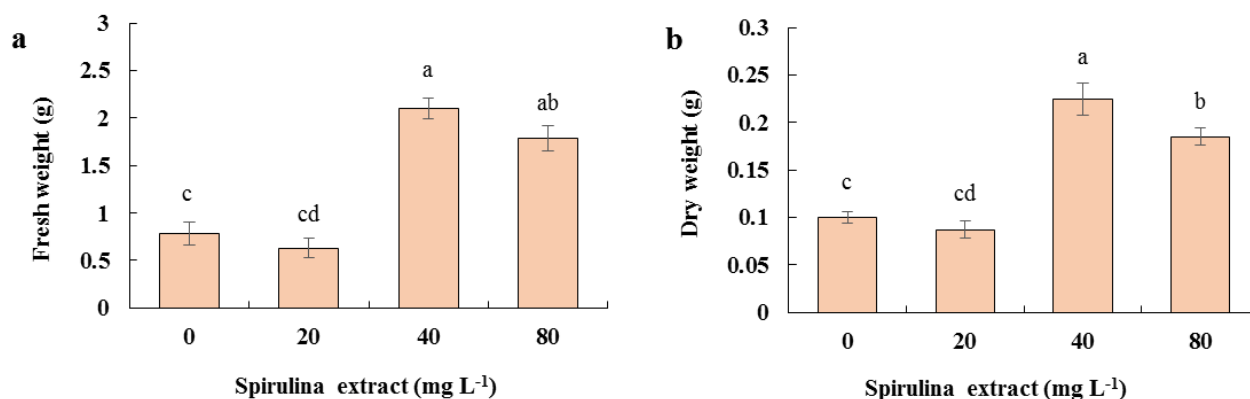 a
Fresh weight (g)
3
2.5
2
1.5
1
0.5
0
c
cd
a
ab
0 20 40 80
Spirulina extract (mg L⁻¹)
b
Dry weight (g)
0.3
0.25
0.2
0.15
0.1
0.05
0
c
cd
a
b
0 20 40 80
Spirulina extract (mg L⁻¹)